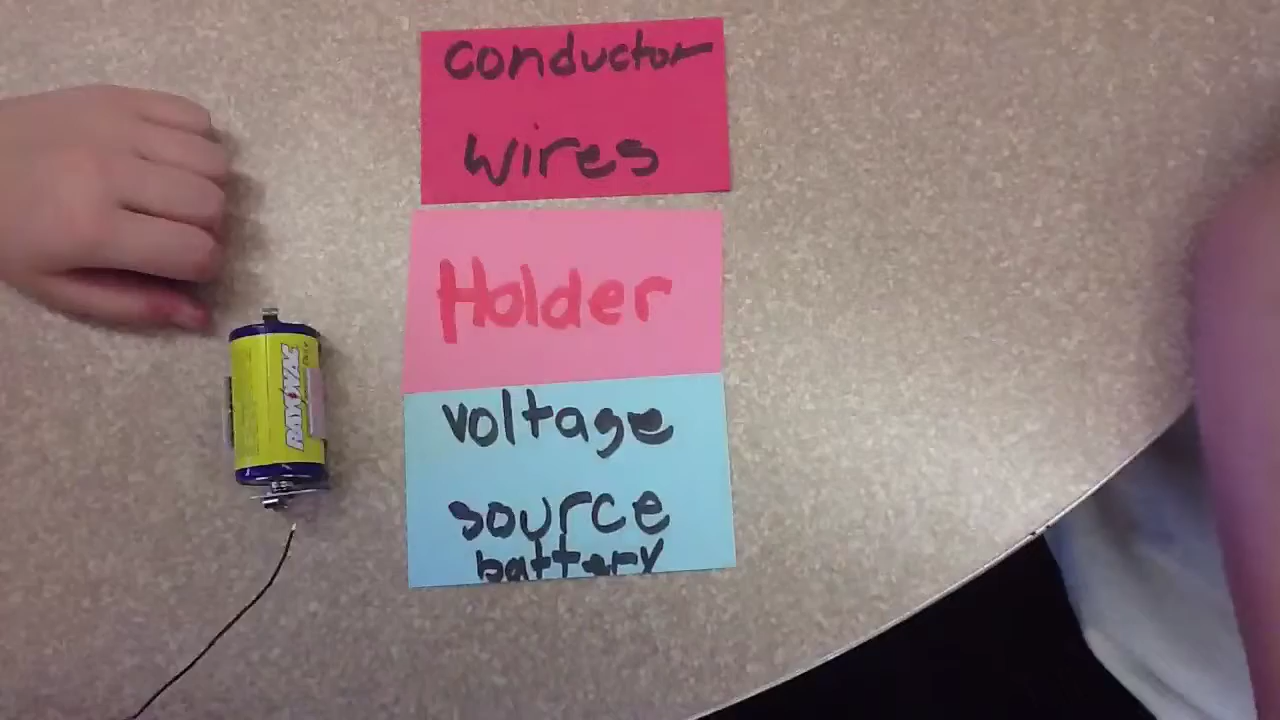 conductor
wires
Holder
voltage
source
battery
RAYOVAC